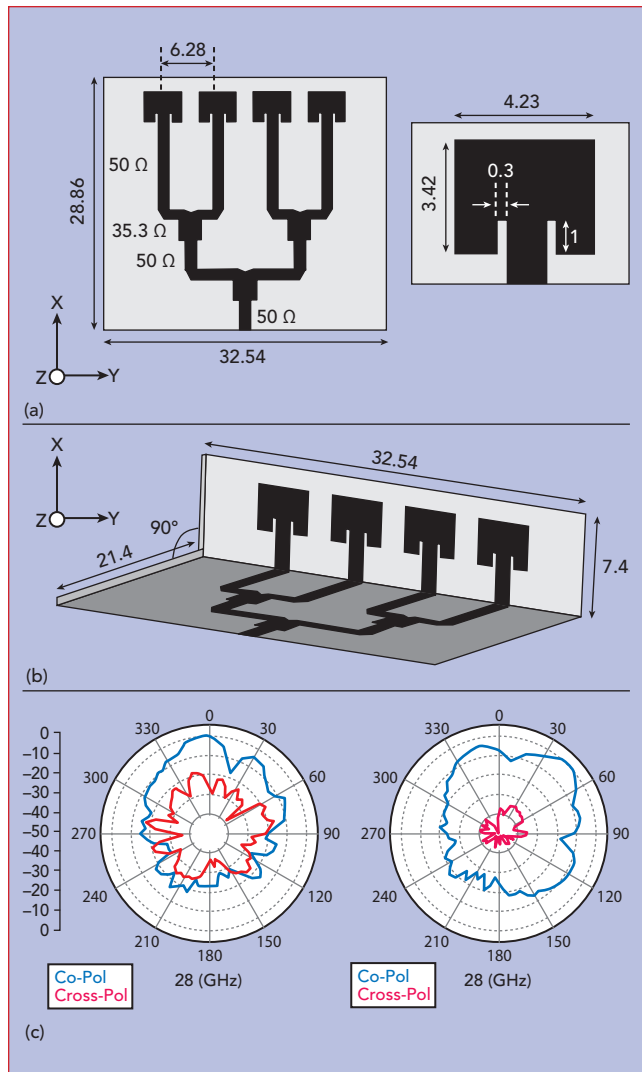 6.28
28.86
50 Ω
35.3 Ω
50 Ω
50 Ω
32.54
4.23
3.42
0.3
1
X
Z
Y
(a)
X
Z
Y
32.54
90°
21.4
7.4
(b)
0
–10
–20
–30
–40
–50
–40
–30
–20
–10
0
0
30
60
90
120
150
180
210
240
270
300
330
0
30
60
90
120
150
180
210
240
270
300
330
Co-Pol
Cross-Pol
28 (GHz)
Co-Pol
Cross-Pol
28 (GHz)
(c)